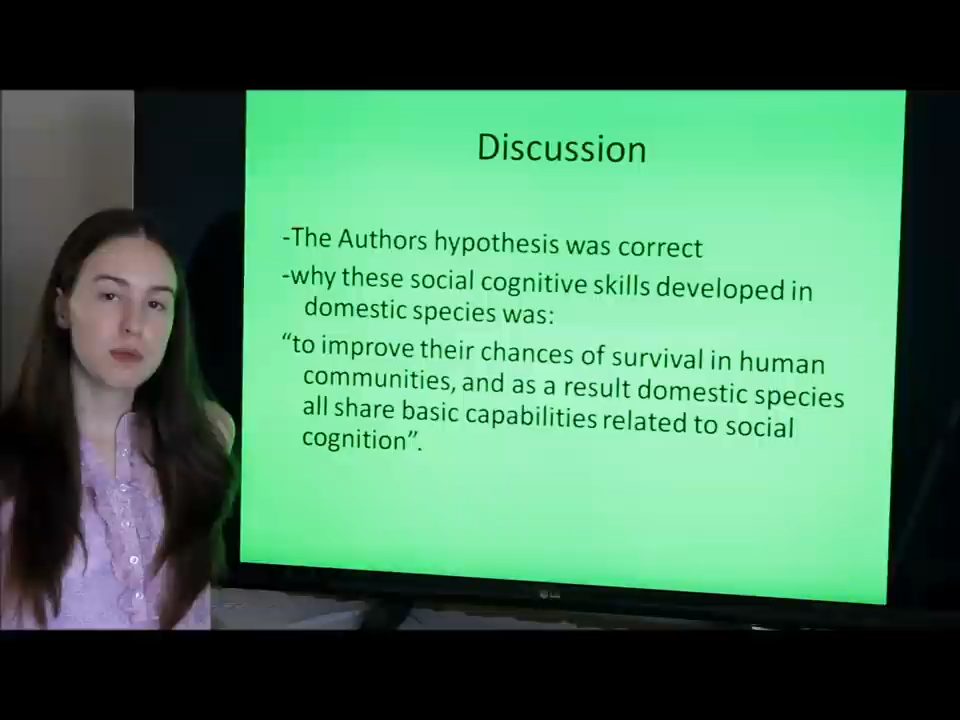 Discussion
-The Authors hypothesis was correct
-why these social cognitive skills developed in
domestic species was:
“to improve their chances of survival in human
communities, and as a result domestic species
all share basic capabilities related to social
cognition”.
LG